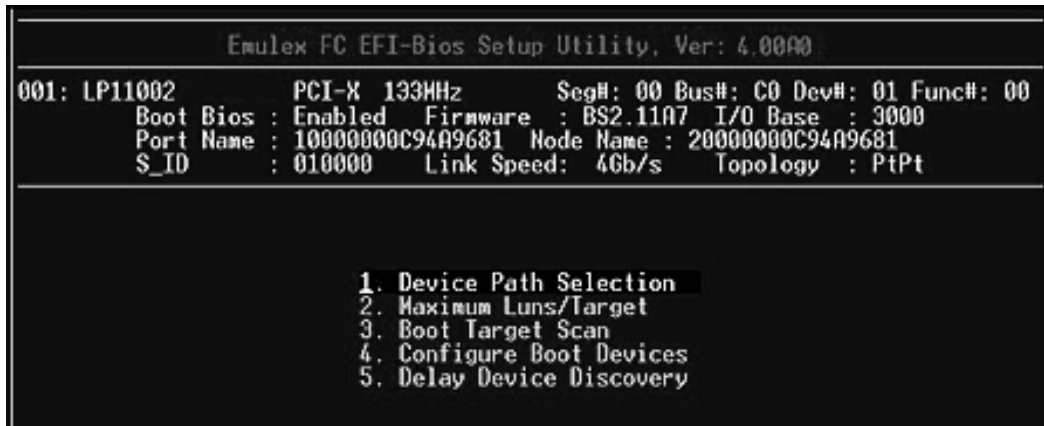 Emulex FC EFI-Bios Setup Utility, Ver: 4.00A0
001: LP11002 PCI-X 133MHz Seg#: 00 Bus#: C0 Dev#: 01 Func#: 00
Boot Bios : Enabled Firmware : BS2.11A7 I/O Base : 3000
Port Name : 10000000C94A9681 Node Name : 20000000C94A9681
S_ID : 010000 Link Speed: 4Gb/s Topology : PtPt
1. Device Path Selection
2. Maximum Luns/Target
3. Boot Target Scan
4. Configure Boot Devices
5. Delay Device Discovery